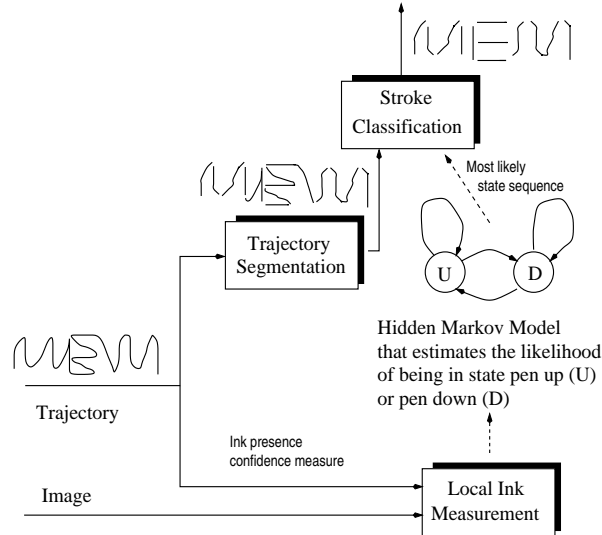 Stroke
Classification
Most likely
state sequence
Trajectory
Segmentation
U
D
Hidden Markov Model
that estimates the likelihood
of being in state pen up (U)
or pen down (D)
Trajectory
Ink presence
confidence measure
Image
Local Ink
Measurement